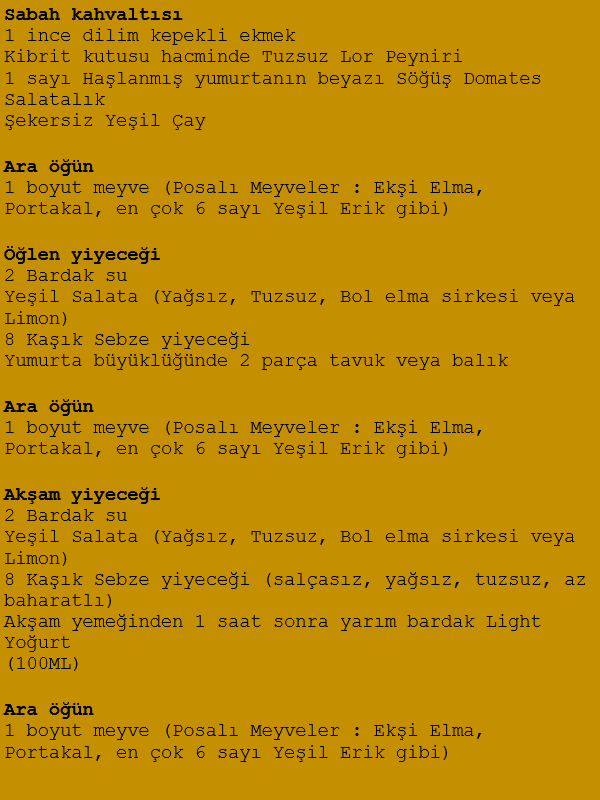 Sabah kahvaltısı
1 ince dilim kepekli ekmek
Kibrit kutusu hacminde Tuzsuz Lor Peyniri
1 sayı Haşlanmış yumurtanın beyazı Söğüş Domates
Salatalık
Şekersiz Yeşil Çay
Ara öğün
1 boyut meyve (Posalı Meyveler : Ekşi Elma,
Portakal, en çok 6 sayı Yeşil Erik gibi)
Öğlen yiyeceği
2 Bardak su
Yeşil Salata (Yağsız, Tuzsuz, Bol elma sirkesi veya
Limon)
8 Kaşık Sebze yiyeceği
Yumurta büyüklüğünde 2 parça tavuk veya balık
Ara öğün
1 boyut meyve (Posalı Meyveler : Ekşi Elma,
Portakal, en çok 6 sayı Yeşil Erik gibi)
Akşam yiyeceği
2 Bardak su
Yeşil Salata (Yağsız, Tuzsuz, Bol elma sirkesi veya
Limon)
8 Kaşık Sebze yiyeceği (salçasız, yağsız, tuzsuz, az
baharatlı)
Akşam yemeğinden 1 saat sonra yarım bardak Light
Yoğurt
(100ML)
Ara öğün
1 boyut meyve (Posalı Meyveler : Ekşi Elma,
Portakal, en çok 6 sayı Yeşil Erik gibi)